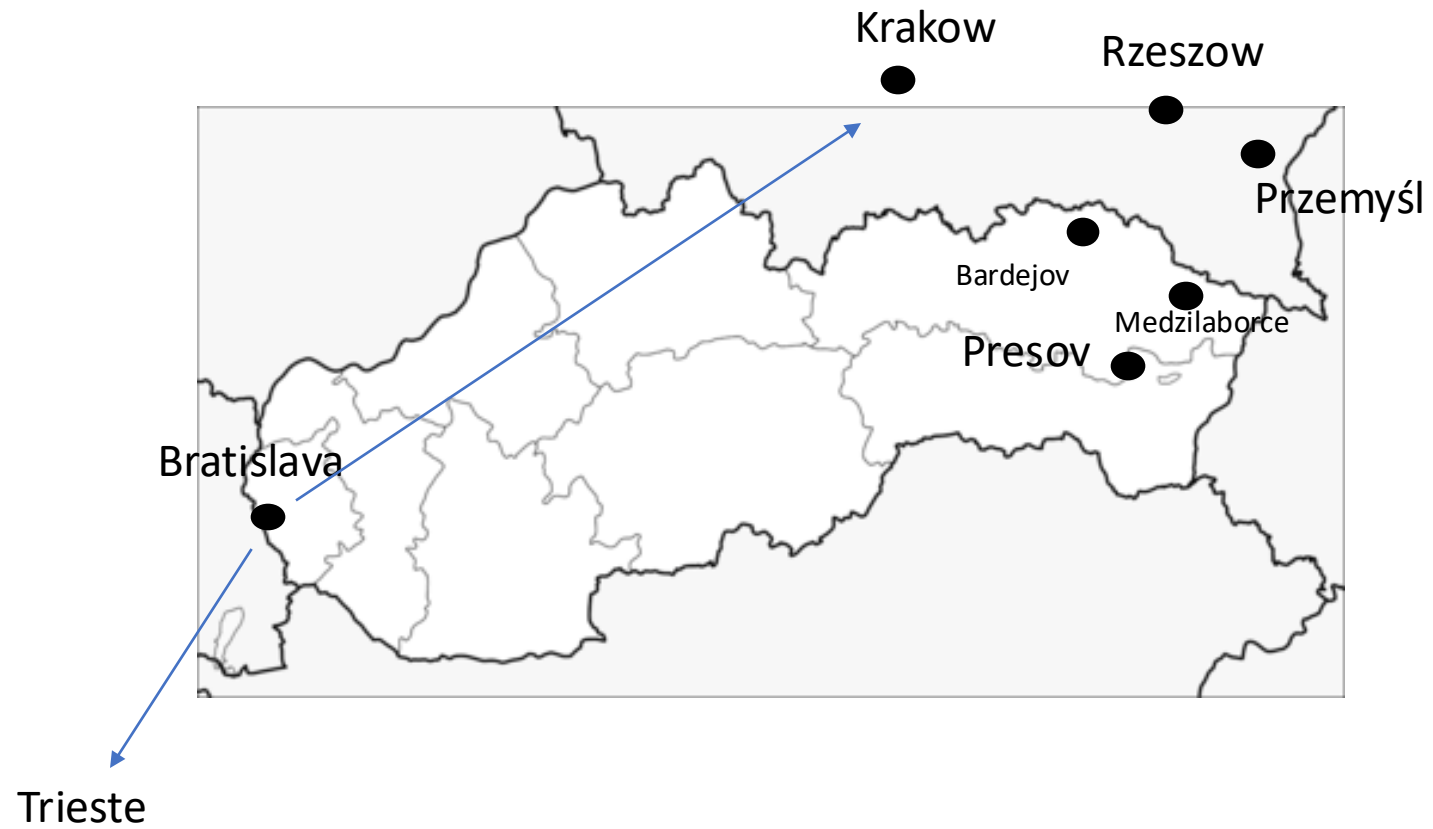 Krakow
Rzeszow
Przemyśl
Bardejov
Medzilaborce
Presov
Bratislava
Trieste